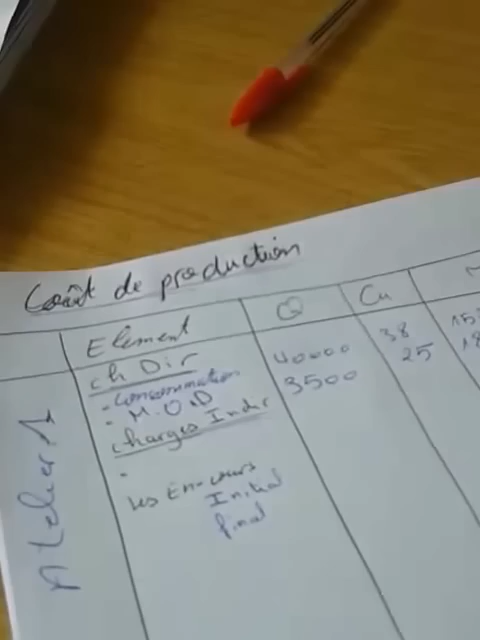 Coût de production
Element Q Cu M
ch Dir
- Consommation 40000 38
- M.O.D 3500 25
charges Indir
-
les En-cours
Initial
final
Atelier 1